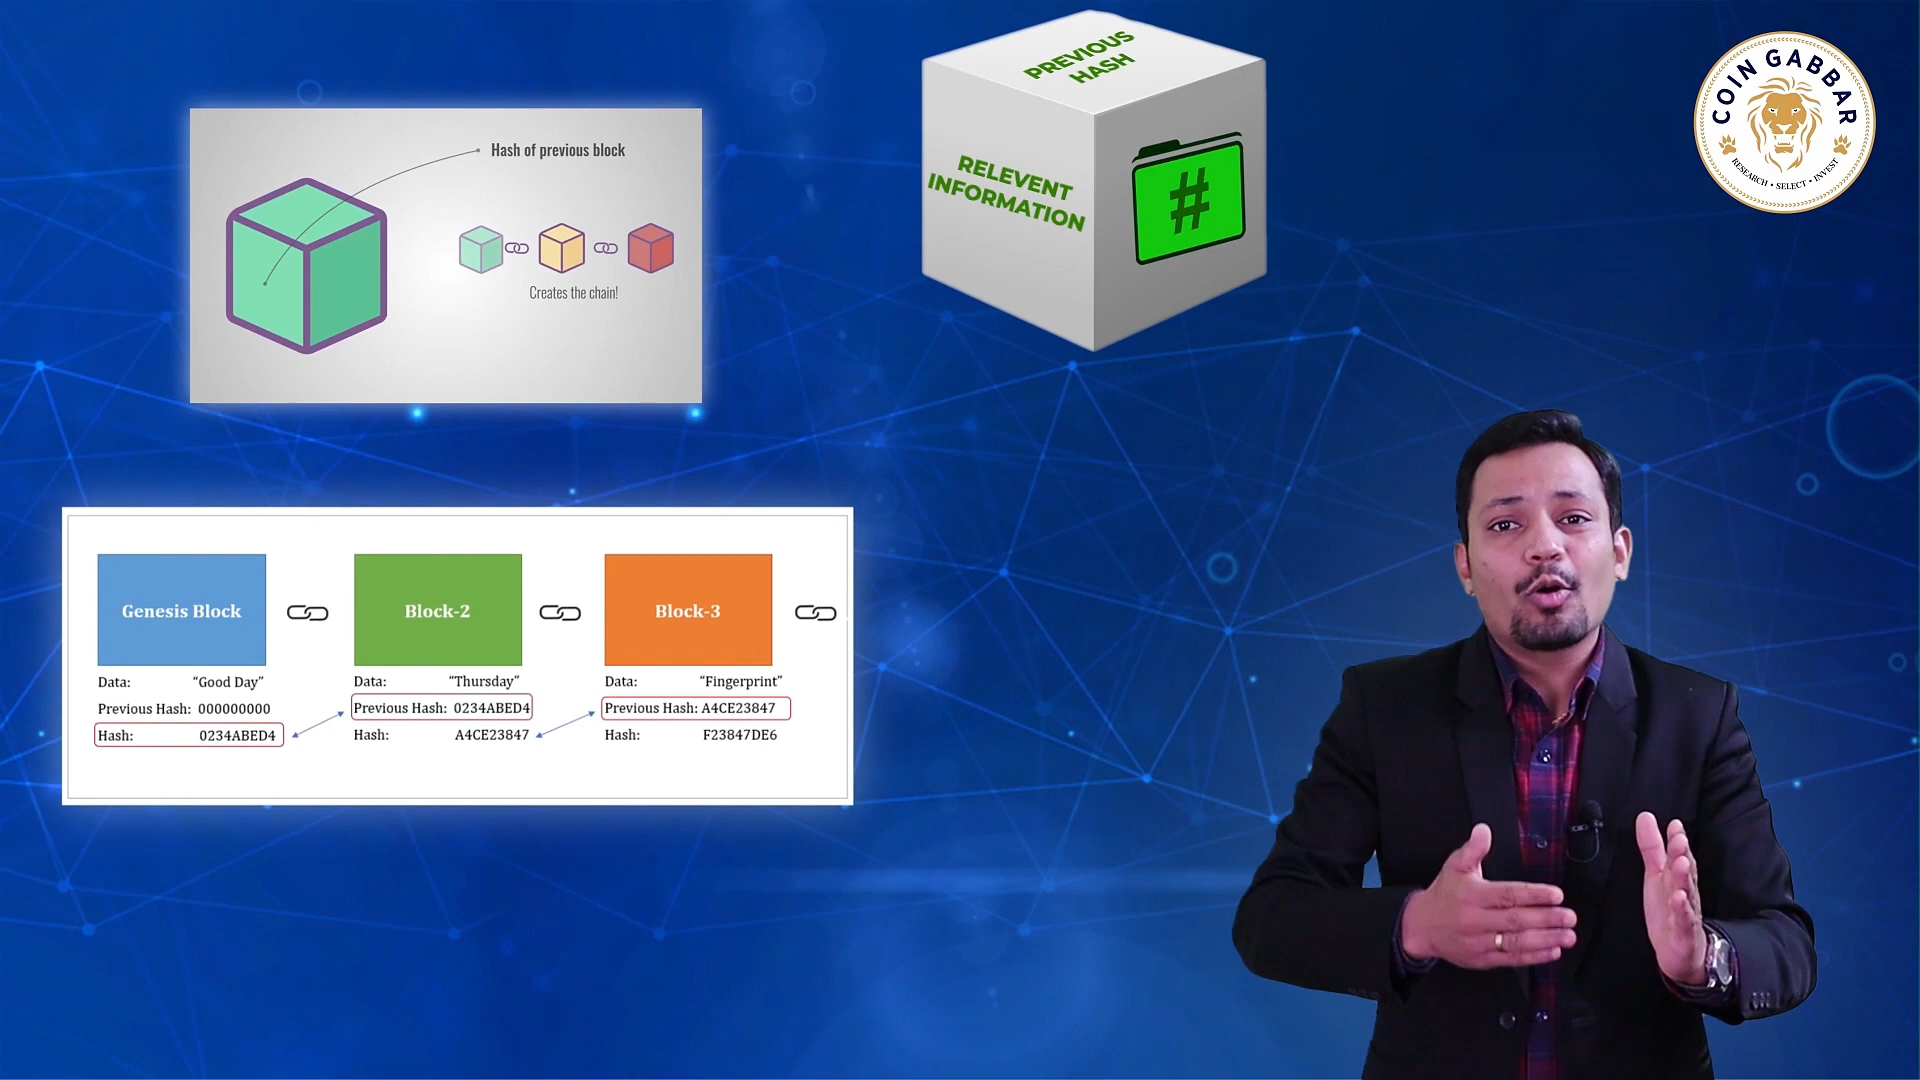 PREVIOUS
HASH
RELEVENT
INFORMATION
#
COIN GABBAR
RESEARCH • SELECT • INVEST
Hash of previous block
Creates the chain!
Genesis Block
Data: “Good Day”
Previous Hash: 000000000
Hash: 0234ABED4
Block-2
Data: “Thursday”
Previous Hash: 0234ABED4
Hash: A4CE23847
Block-3
Data: “Fingerprint”
Previous Hash: A4CE23847
Hash: F23847DE6